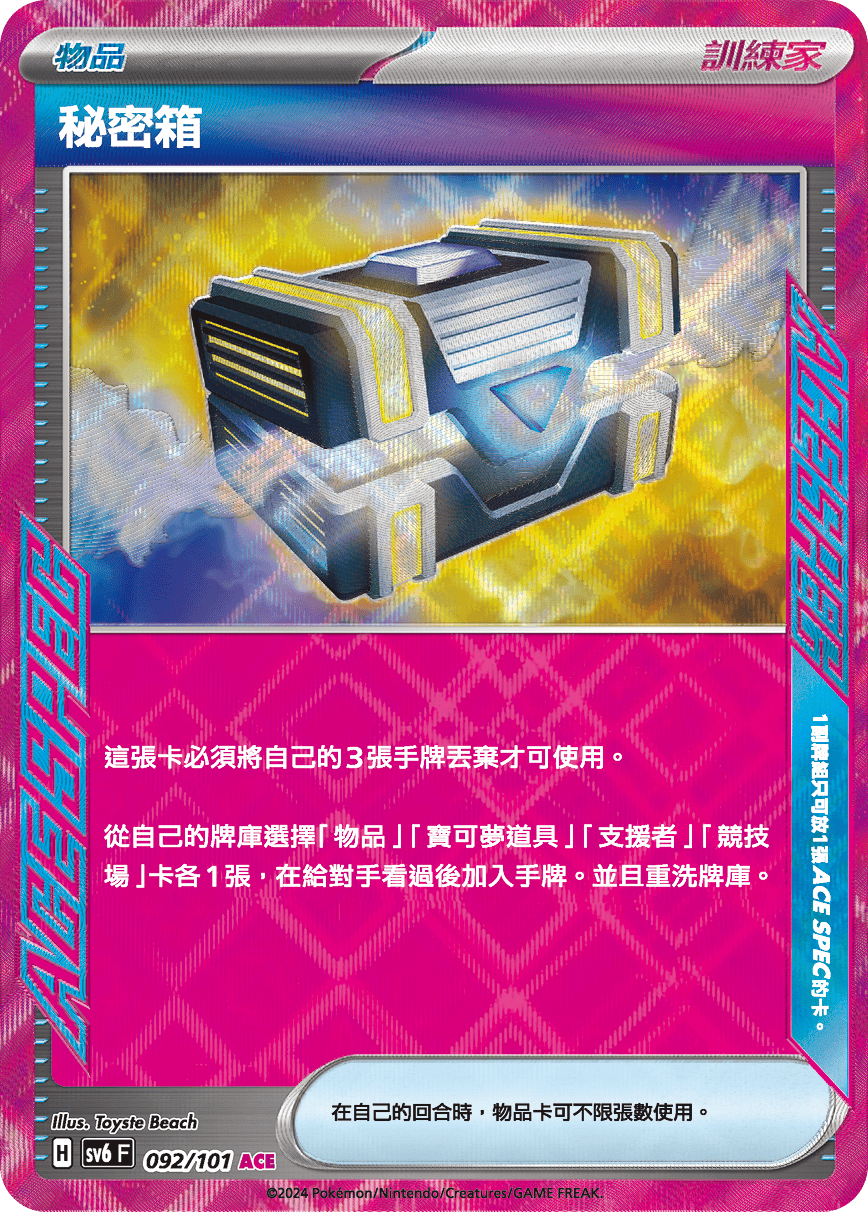 物品
訓練家
秘密箱
ACE SPEC
ACE SPEC
這張卡必須將自己的3張手牌丟棄才可使用。
從自己的牌庫選擇「物品」「寶可夢道具」「支援者」「競技
場」卡各1張,在給對手看過後加入手牌。並且重洗牌庫。
1副牌組只可放1張ACE SPEC的卡。
在自己的回合時,物品卡可不限張數使用。
Illus. Toyste Beach
H sv6 F 092/101 ACE
©2024 Pokémon/Nintendo/Creatures/GAME FREAK.